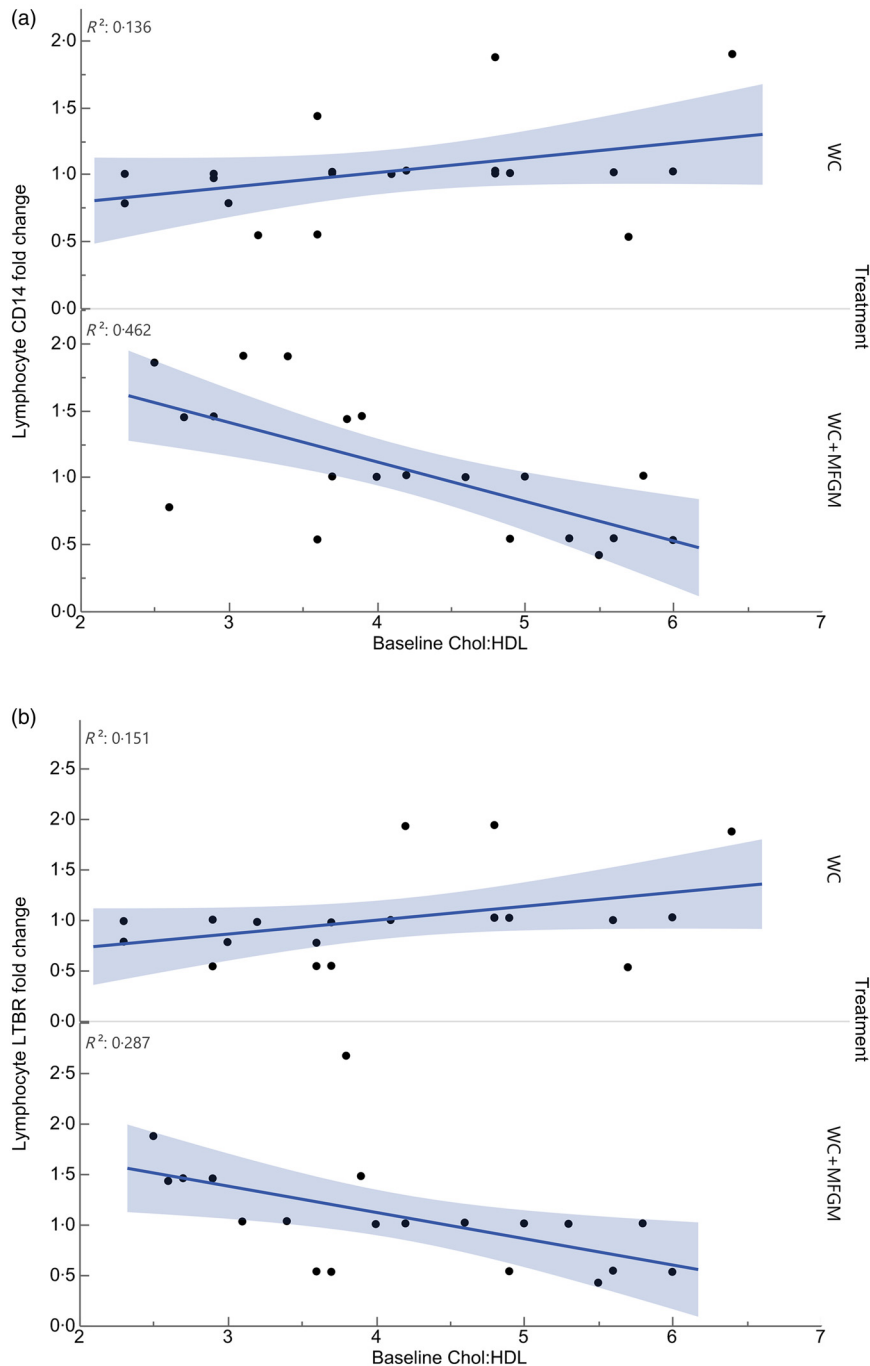 (a)
R²: 0·136
2·0
1·5
1·0
0·5
0·0
WC
R²: 0·462
2·0
1·5
1·0
0·5
0·0
WC+MFGM
Lymphocyte CD14 fold change
Treatment
2 3 4 5 6 7
Baseline Chol:HDL
(b)
R²: 0·151
2·5
2·0
1·5
1·0
0·5
0·0
WC
R²: 0·287
2·5
2·0
1·5
1·0
0·5
0·0
WC+MFGM
Lymphocyte LTBR fold change
Treatment
2 3 4 5 6 7
Baseline Chol:HDL